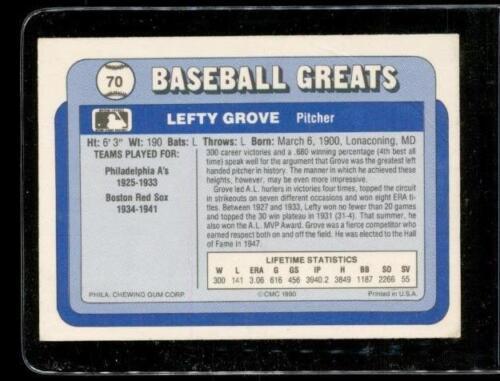 70
BASEBALL GREATS
LEFTY GROVE Pitcher
Ht: 6' 3" Wt: 190 Bats: L Throws: L Born: March 6, 1900, Lonaconing, MD
TEAMS PLAYED FOR:
Philadelphia A's
1925-1933
Boston Red Sox
1934-1941
300 career victories and a .680 winning percentage (4th best all
time) speak well for the argument that Grove was the greatest left
handed pitcher in history. The manner in which he achieved these
heights, however, may be even more impressive.
Grove led A.L. hurlers in victories four times, topped the circuit
in strikeouts on seven different occasions and won eight ERA ti-
tles. Between 1927 and 1933, Lefty won no fewer than 20 games
and topped the 30 win plateau in 1931 (31-4). That summer, he
also won the A.L. MVP Award. Grove was a fierce competitor who
earned respect both on and off the field. He was elected to the Hall
of Fame in 1947.
LIFETIME STATISTICS
W L ERA G GS IP H BB SO SV
300 141 3.06 616 456 3940.2 3849 1187 2266 55
PHILA. CHEWING GUM CORP. ©CMC 1990 Printed in U.S.A.